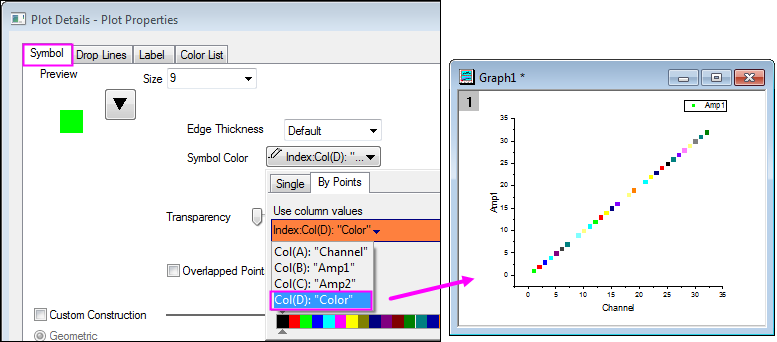 Plot Details - Plot Properties
Symbol Drop Lines Label Color List
Preview
Size 9
Edge Thickness Default
Symbol Color Index:Col(D): "...
Single By Points
Use column values
Transparency
Index:Col(D): "Color"
Col(A): "Channel"
Col(B): "Amp1"
Overlapped Point
Col(C): "Amp2"
Col(D): "Color"
Custom Construction
Geometric
Graph1 *
1
Amp1
35
30
25
20
15
10
5
0
Amp1
0 5 10 15 20 25 30 35
Channel